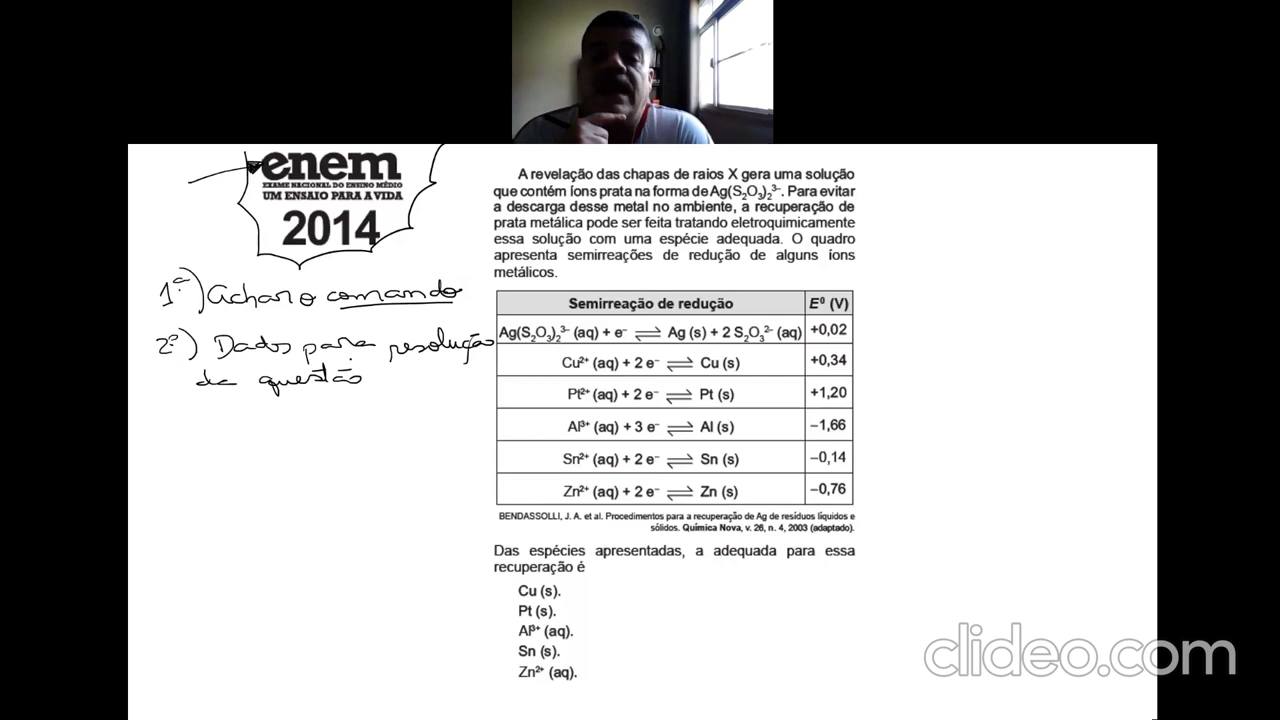 enem
EXAME NACIONAL DO ENSINO MÉDIO
UM ENSAIO PARA A VIDA
2014
1ª) Achar o comando
2º) Dados para resolução
da questão
A revelação das chapas de raios X gera uma solução
que contém íons prata na forma de Ag(S₂O₃)₂³⁻. Para evitar
a descarga desse metal no ambiente, a recuperação de
prata metálica pode ser feita tratando eletroquimicamente
essa solução com uma espécie adequada. O quadro
apresenta semirreações de redução de alguns íons
metálicos.
Semirreação de redução E⁰ (V)
Ag(S₂O₃)₂³⁻ (aq) + e⁻ ⇌ Ag (s) + 2 S₂O₃²⁻ (aq) +0,02
Cu²⁺ (aq) + 2 e⁻ ⇌ Cu (s) +0,34
Pt²⁺ (aq) + 2 e⁻ ⇌ Pt (s) +1,20
Al³⁺ (aq) + 3 e⁻ ⇌ Al (s) −1,66
Sn²⁺ (aq) + 2 e⁻ ⇌ Sn (s) −0,14
Zn²⁺ (aq) + 2 e⁻ ⇌ Zn (s) −0,76
BENDASSOLLI, J. A. et al. Procedimentos para a recuperação de Ag de resíduos líquidos e
sólidos. Química Nova, v. 26, n. 4, 2003 (adaptado).
Das espécies apresentadas, a adequada para essa
recuperação é
Cu (s).
Pt (s).
Al³⁺ (aq).
Sn (s).
Zn²⁺ (aq).
clideo.com